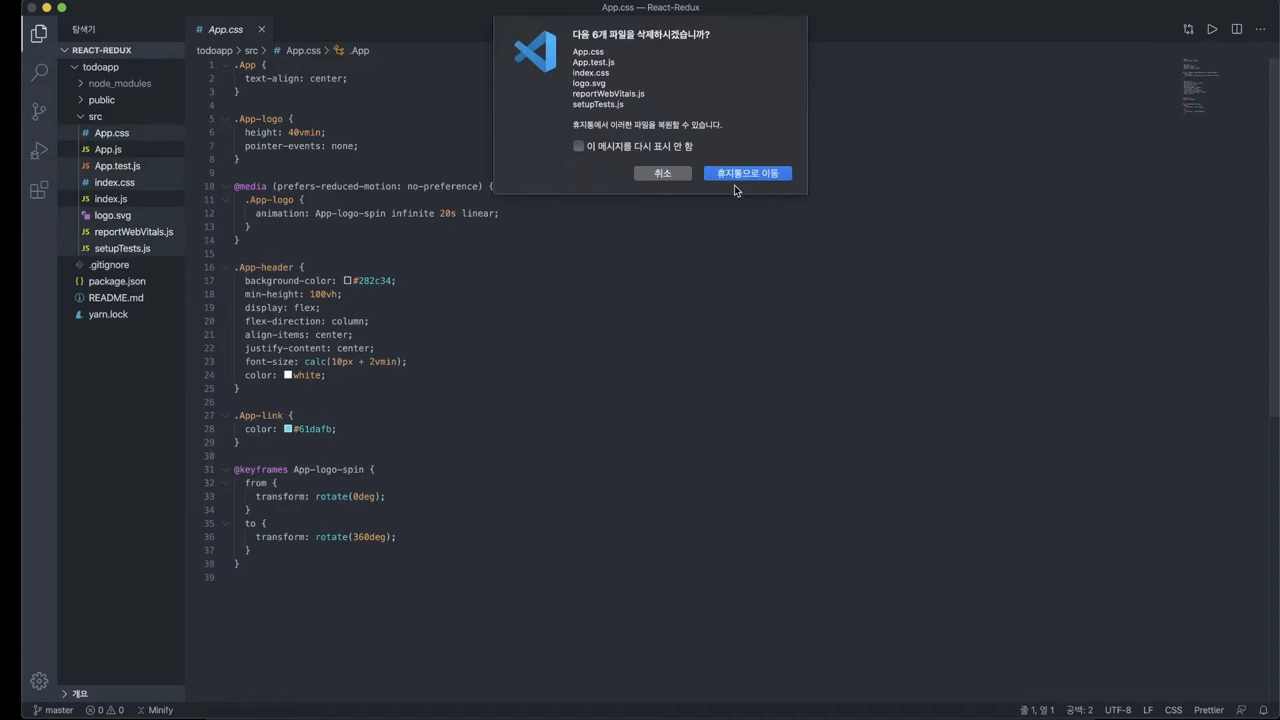 App.css — React-Redux
탐색기
App.css
REACT-REDUX
todoapp
node_modules
public
src
App.css
App.js
App.test.js
index.css
index.js
logo.svg
reportWebVitals.js
setupTests.js
.gitignore
package.json
README.md
yarn.lock
개요
todoapp > src > App.css > .App
1 .App {
2 text-align: center;
3 }
4
5 .App-logo {
6 height: 40vmin;
7 pointer-events: none;
8 }
9
10 @media (prefers-reduced-motion: no-preference) {
11 .App-logo {
12 animation: App-logo-spin infinite 20s linear;
13 }
14 }
15
16 .App-header {
17 background-color: #282c34;
18 min-height: 100vh;
19 display: flex;
20 flex-direction: column;
21 align-items: center;
22 justify-content: center;
23 font-size: calc(10px + 2vmin);
24 color: white;
25 }
26
27 .App-link {
28 color: #61dafb;
29 }
30
31 @keyframes App-logo-spin {
32 from {
33 transform: rotate(0deg);
34 }
35 to {
36 transform: rotate(360deg);
37 }
38 }
39
다음 6개 파일을 삭제하시겠습니까?
App.css
App.test.js
index.css
logo.svg
reportWebVitals.js
setupTests.js
휴지통에서 이러한 파일을 복원할 수 있습니다.
이 메시지를 다시 표시 안 함
취소
휴지통으로 이동
master 0 0 Minify
줄 1, 열 1 공백: 2 UTF-8 LF CSS Prettier